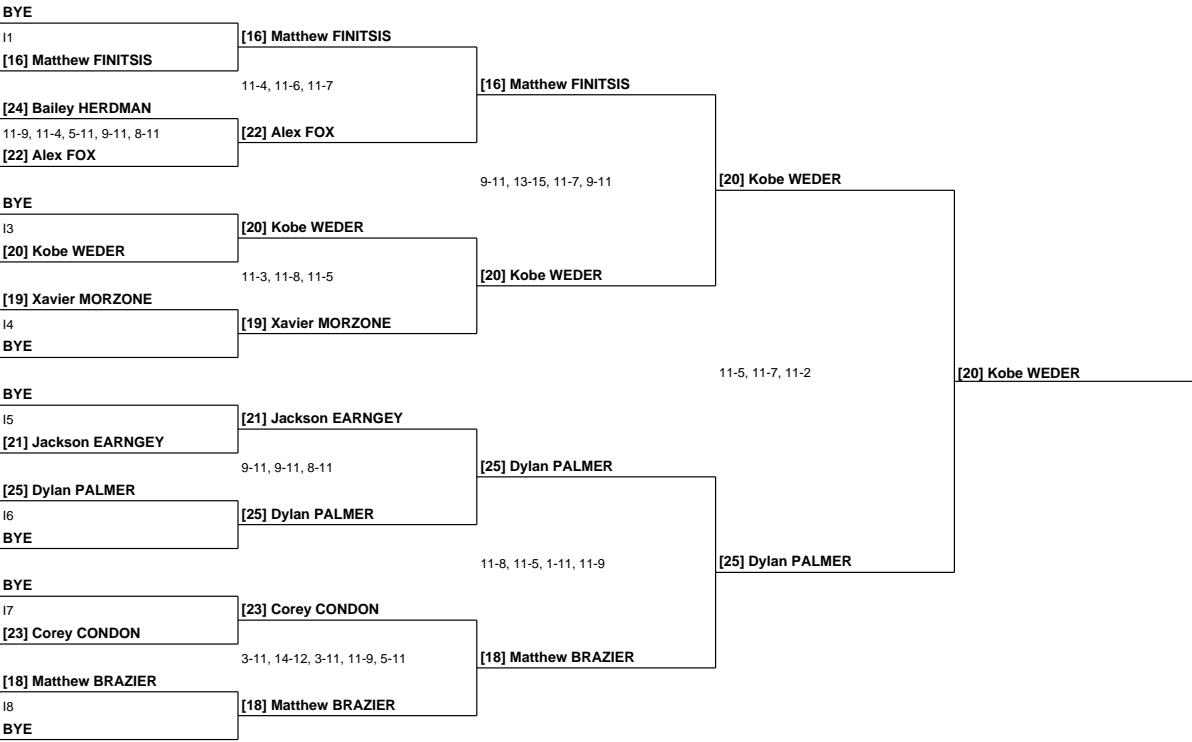 BYE
I1
[16] Matthew FINITSIS
[16] Matthew FINITSIS
11-4, 11-6, 11-7
[16] Matthew FINITSIS
[24] Bailey HERDMAN
11-9, 11-4, 5-11, 9-11, 8-11
[22] Alex FOX
[22] Alex FOX
9-11, 13-15, 11-7, 9-11
[20] Kobe WEDER
BYE
I3
[20] Kobe WEDER
[20] Kobe WEDER
11-3, 11-8, 11-5
[20] Kobe WEDER
[19] Xavier MORZONE
I4
[19] Xavier MORZONE
BYE
11-5, 11-7, 11-2
[20] Kobe WEDER
BYE
I5
[21] Jackson EARNGEY
[21] Jackson EARNGEY
9-11, 9-11, 8-11
[25] Dylan PALMER
[25] Dylan PALMER
I6
[25] Dylan PALMER
BYE
11-8, 11-5, 1-11, 11-9
[25] Dylan PALMER
BYE
I7
[23] Corey CONDON
[23] Corey CONDON
3-11, 14-12, 3-11, 11-9, 5-11
[18] Matthew BRAZIER
[18] Matthew BRAZIER
I8
[18] Matthew BRAZIER
BYE